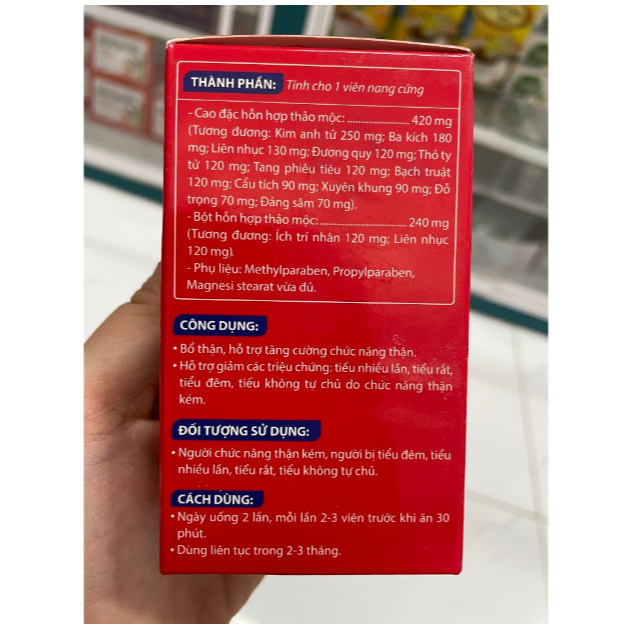 THÀNH PHẦN: Tính cho 1 viên nang cứng
- Cao đặc hỗn hợp thảo mộc: ...................... 420 mg
(Tương đương: Kim anh tử 250 mg; Ba kích 180
mg; Liên nhục 130 mg; Đương quy 120 mg; Thỏ ty
tử 120 mg; Tang phiêu tiêu 120 mg; Bạch truật
120 mg; Cẩu tích 90 mg; Xuyên khung 90 mg; Đỗ
trọng 70 mg; Đảng sâm 70 mg).
- Bột hỗn hợp thảo mộc: ............................... 240 mg
(Tương đương: Ích trí nhân 120 mg; Liên nhục
120 mg).
- Phụ liệu: Methylparaben, Propylparaben,
Magnesi stearat vừa đủ.
CÔNG DỤNG:
• Bổ thận, hỗ trợ tăng cường chức năng thận.
• Hỗ trợ giảm các triệu chứng: tiểu nhiều lần, tiểu rắt,
tiểu đêm, tiểu không tự chủ do chức năng thận
kém.
ĐỐI TƯỢNG SỬ DỤNG:
• Người chức năng thận kém, người bị tiểu đêm, tiểu
nhiều lần, tiểu rắt, tiểu không tự chủ.
CÁCH DÙNG:
• Ngày uống 2 lần, mỗi lần 2-3 viên trước khi ăn 30
phút.
• Dùng liên tục trong 2-3 tháng.